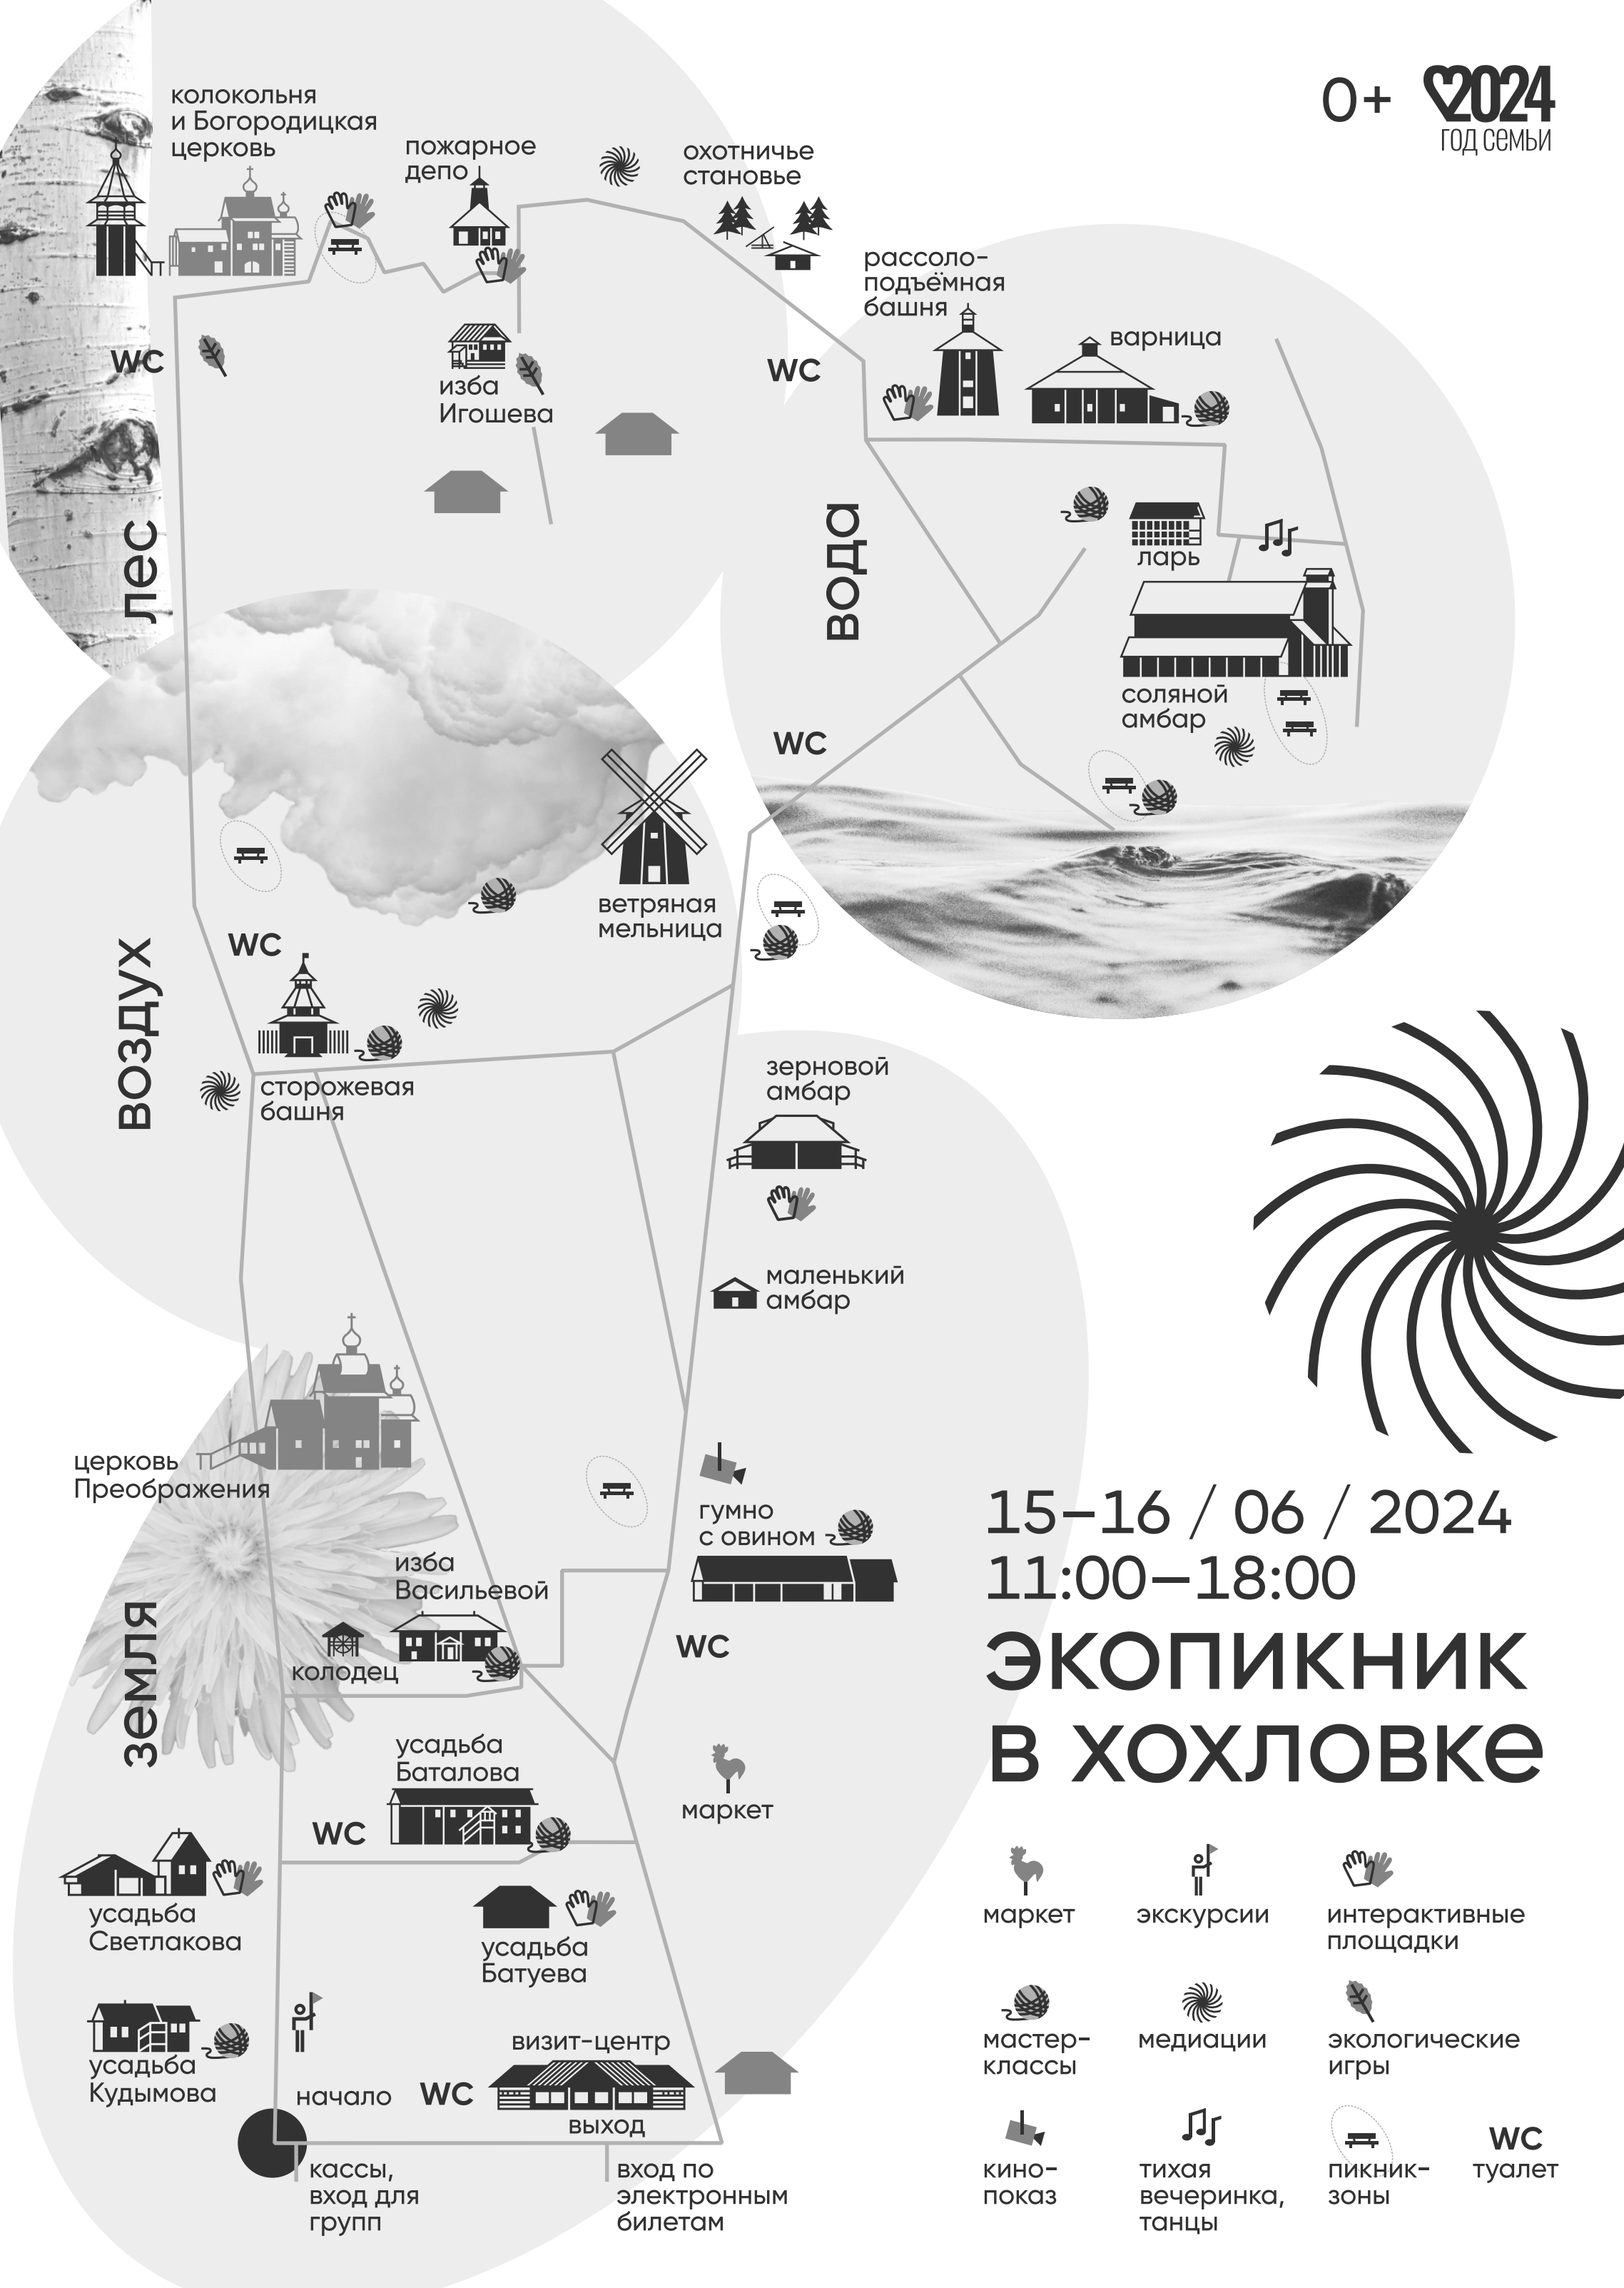 0+
2024
ГОД СЕМЬИ
колокольня
и Богородицкая
церковь
пожарное
депо
охотничье
становье
рассоло-
подъёмная
башня
варница
WC
WC
изба
Игошева
лес
вода
ларь
соляной
амбар
WC
ветряная
мельница
WC
воздух
сторожевая
башня
зерновой
амбар
маленький
амбар
церковь
Преображения
гумно
с овином
изба
Васильевой
колодец
WC
земля
усадьба
Баталова
WC
маркет
усадьба
Светлакова
усадьба
Батуева
усадьба
Кудымова
начало
WC
визит-центр
выход
кассы,
вход для
групп
вход по
электронным
билетам
15–16 / 06 / 2024
11:00–18:00
экопикник
в хохловке
маркет
экскурсии
интерактивные
площадки
мастер-
классы
медиации
экологические
игры
кино-
показ
тихая
вечеринка,
танцы
пикник-
зоны
WC
туалет